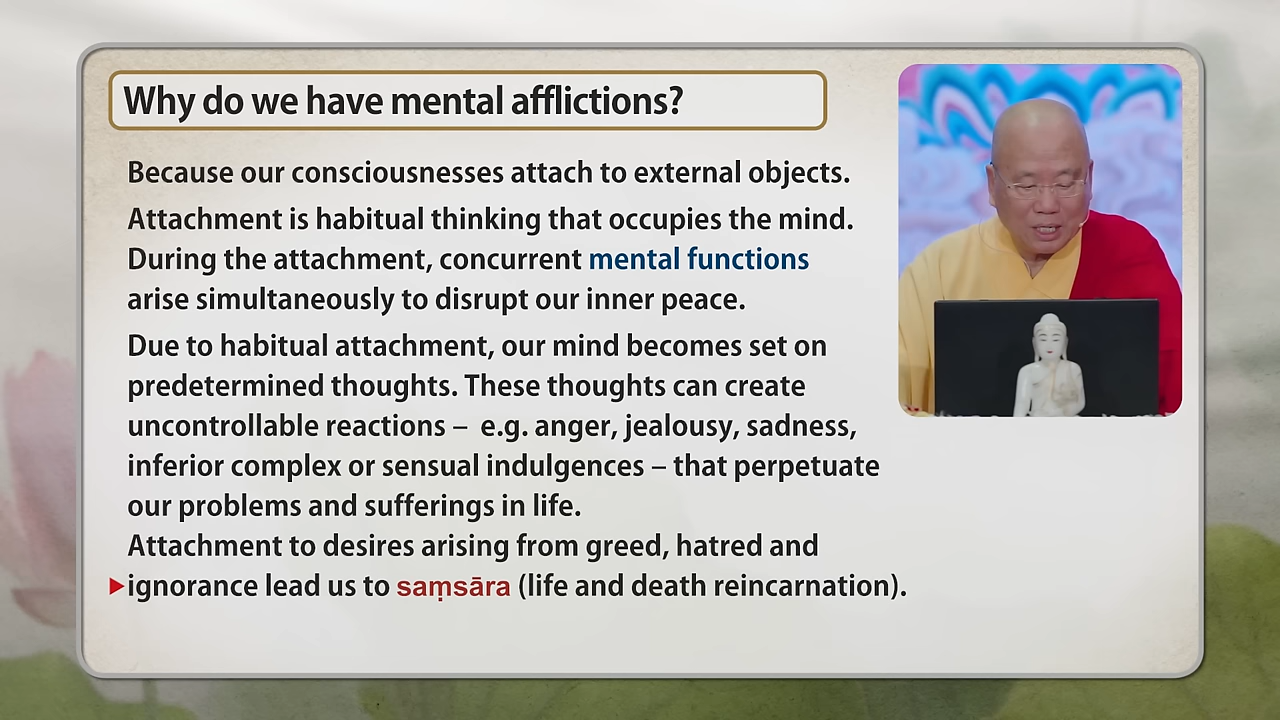 Why do we have mental afflictions?
Because our consciousnesses attach to external objects.
Attachment is habitual thinking that occupies the mind.
During the attachment, concurrent mental functions
arise simultaneously to disrupt our inner peace.
Due to habitual attachment, our mind becomes set on
predetermined thoughts. These thoughts can create
uncontrollable reactions – e.g. anger, jealousy, sadness,
inferior complex or sensual indulgences – that perpetuate
our problems and sufferings in life.
Attachment to desires arising from greed, hatred and
ignorance lead us to saṃsāra (life and death reincarnation).